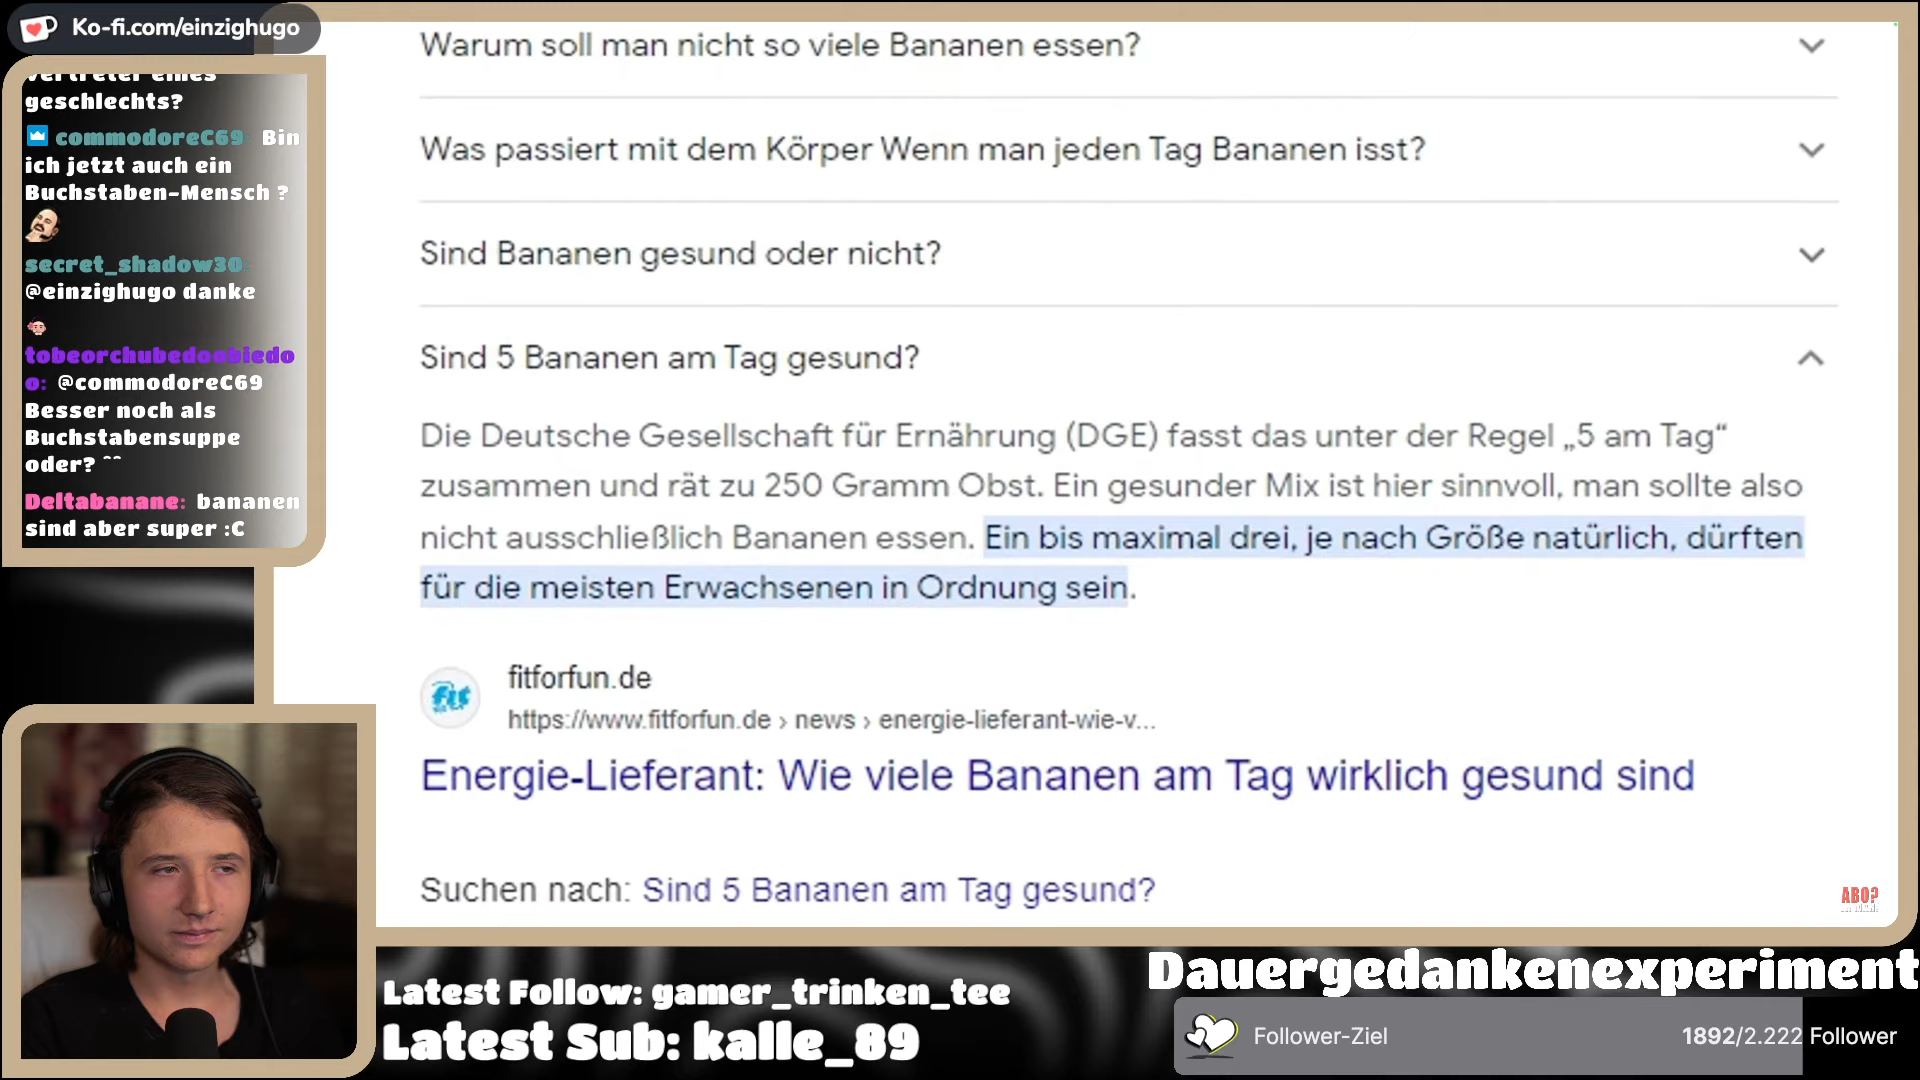 Ko-fi.com/einzighugo
vertreter eines
geschlechts?
commodoreC69 Bin
ich jetzt auch ein
Buchstaben-Mensch ?
secret_shadow30:
@einzighugo danke
tobeorchubedoobiedo
o: @commodoreC69
Besser noch als
Buchstabensuppe
oder? ^^
Deltabanane: bananen
sind aber super :C
Warum soll man nicht so viele Bananen essen?
Was passiert mit dem Körper Wenn man jeden Tag Bananen isst?
Sind Bananen gesund oder nicht?
Sind 5 Bananen am Tag gesund?
Die Deutsche Gesellschaft für Ernährung (DGE) fasst das unter der Regel „5 am Tag“
zusammen und rät zu 250 Gramm Obst. Ein gesunder Mix ist hier sinnvoll, man sollte also
nicht ausschließlich Bananen essen. Ein bis maximal drei, je nach Größe natürlich, dürften
für die meisten Erwachsenen in Ordnung sein.
fit
fitforfun.de
https://www.fitforfun.de › news › energie-lieferant-wie-v...
Energie-Lieferant: Wie viele Bananen am Tag wirklich gesund sind
Suchen nach: Sind 5 Bananen am Tag gesund?
ABO?
Latest Follow: gamer_trinken_tee
Latest Sub: kalle_89
Dauergedankenexperiment
Follower-Ziel 1892/2.222 Follower